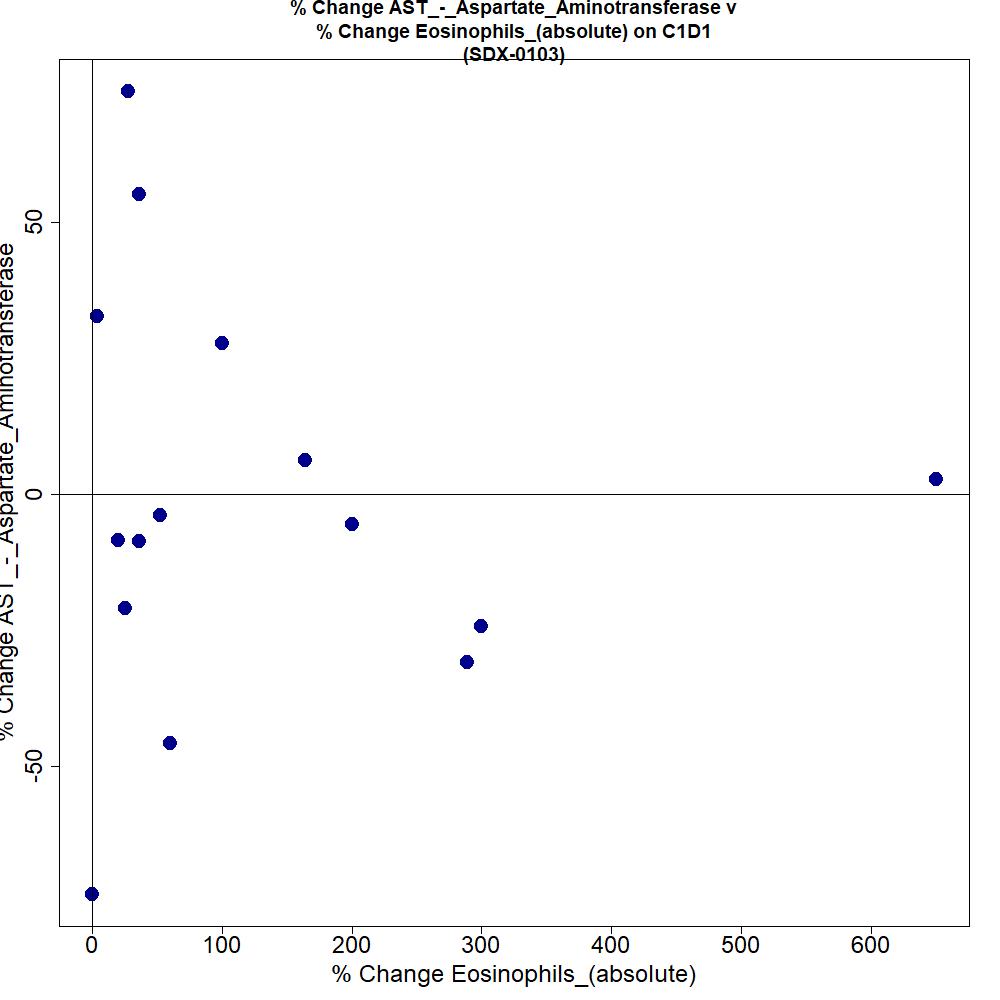 % Change AST_-_Aspartate_Aminotransferase v
% Change Eosinophils_(absolute) on C1D1
(SDX-0103)
% Change AST_-_Aspartate_Aminotransferase
50
0
-50
0 100 200 300 400 500 600
% Change Eosinophils_(absolute)